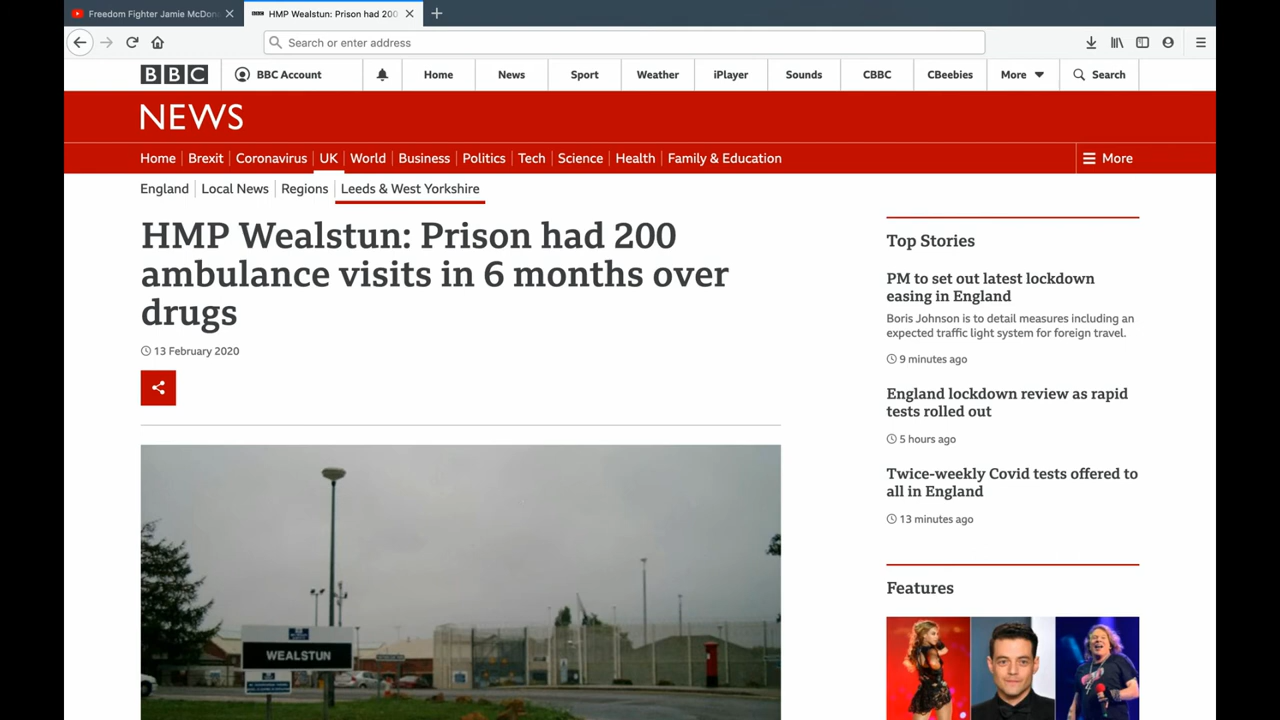 Freedom Fighter Jamie McDon
HMP Wealstun: Prison had 200
Search or enter address
BBC
BBC Account
Home
News
Sport
Weather
iPlayer
Sounds
CBBC
CBeebies
More
Search
NEWS
Home
Brexit
Coronavirus
UK
World
Business
Politics
Tech
Science
Health
Family & Education
More
England
Local News
Regions
Leeds & West Yorkshire
HMP Wealstun: Prison had 200
ambulance visits in 6 months over
drugs
13 February 2020
WEALSTUN
Top Stories
PM to set out latest lockdown
easing in England
Boris Johnson is to detail measures including an
expected traffic light system for foreign travel.
9 minutes ago
England lockdown review as rapid
tests rolled out
5 hours ago
Twice-weekly Covid tests offered to
all in England
13 minutes ago
Features